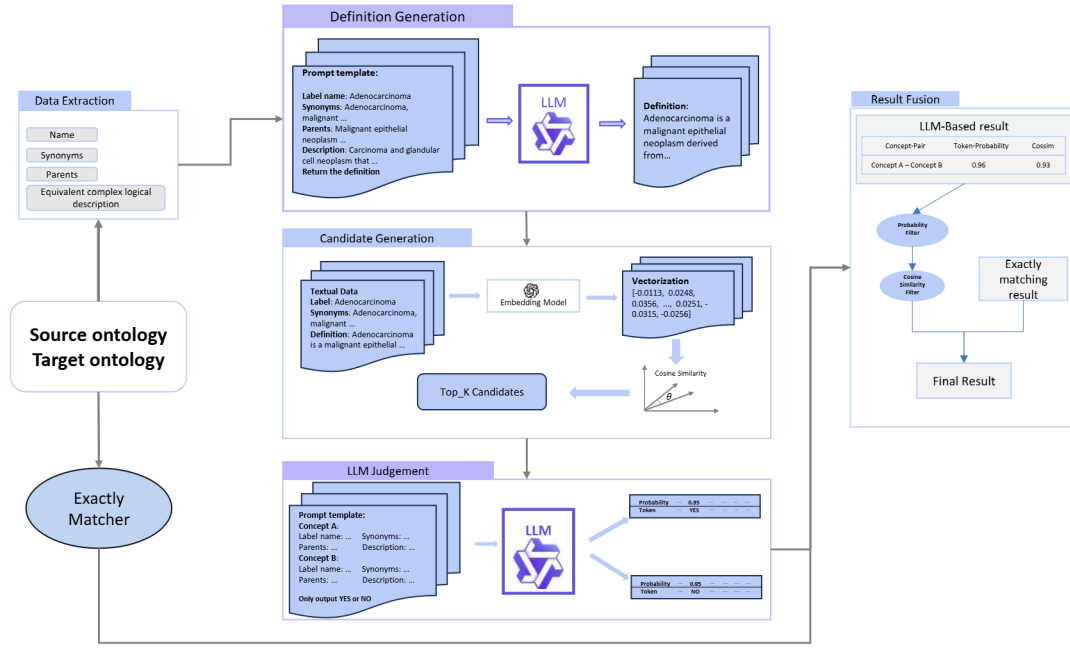 Definition Generation
Prompt template:
Label name: Adenocarcinoma
Synonyms: Adenocarcinoma,
malignant ...
Parents: Malignant epithelial
neoplasm ...
Description: Carcinoma and glandular
cell neoplasm that ...
Return the definition
LLM
Definition:
Adenocarcinoma is a
malignant epithelial
neoplasm derived
from...
Data Extraction
Name
Synonyms
Parents
Equivalent complex logical
description
Source ontology
Target ontology
Exactly
Matcher
Candidate Generation
Textual Data
Label: Adenocarcinoma
Synonyms: Adenocarcinoma,
malignant ...
Definition: Adenocarcinoma
is a malignant epithelial ...
Embedding Model
Vectorization
[-0.0113, 0.0248,
0.0356, ..., 0.0251, -
0.0315, -0.0256]
Cosine Similarity
θ
Top_K Candidates
LLM Judgement
Prompt template:
Concept A:
Label name: ... Synonyms: ...
Parents: ... Description: ...
Concept B:
Label name: ... Synonyms: ...
Parents: ... Description: ...
Only output YES or NO
LLM
Probability ... 0.95 ... ... ... ...
Token ... YES ... ... ... ...
Probability ... 0.95 ... ... ... ...
Token ... NO ... ... ... ...
Result Fusion
LLM-Based result
Concept-Pair Token-Probability Cossim
Concept A – Concept B 0.96 0.93
Probability
Filter
Cosine
Similarity
Filter
Exactly
matching
result
Final Result